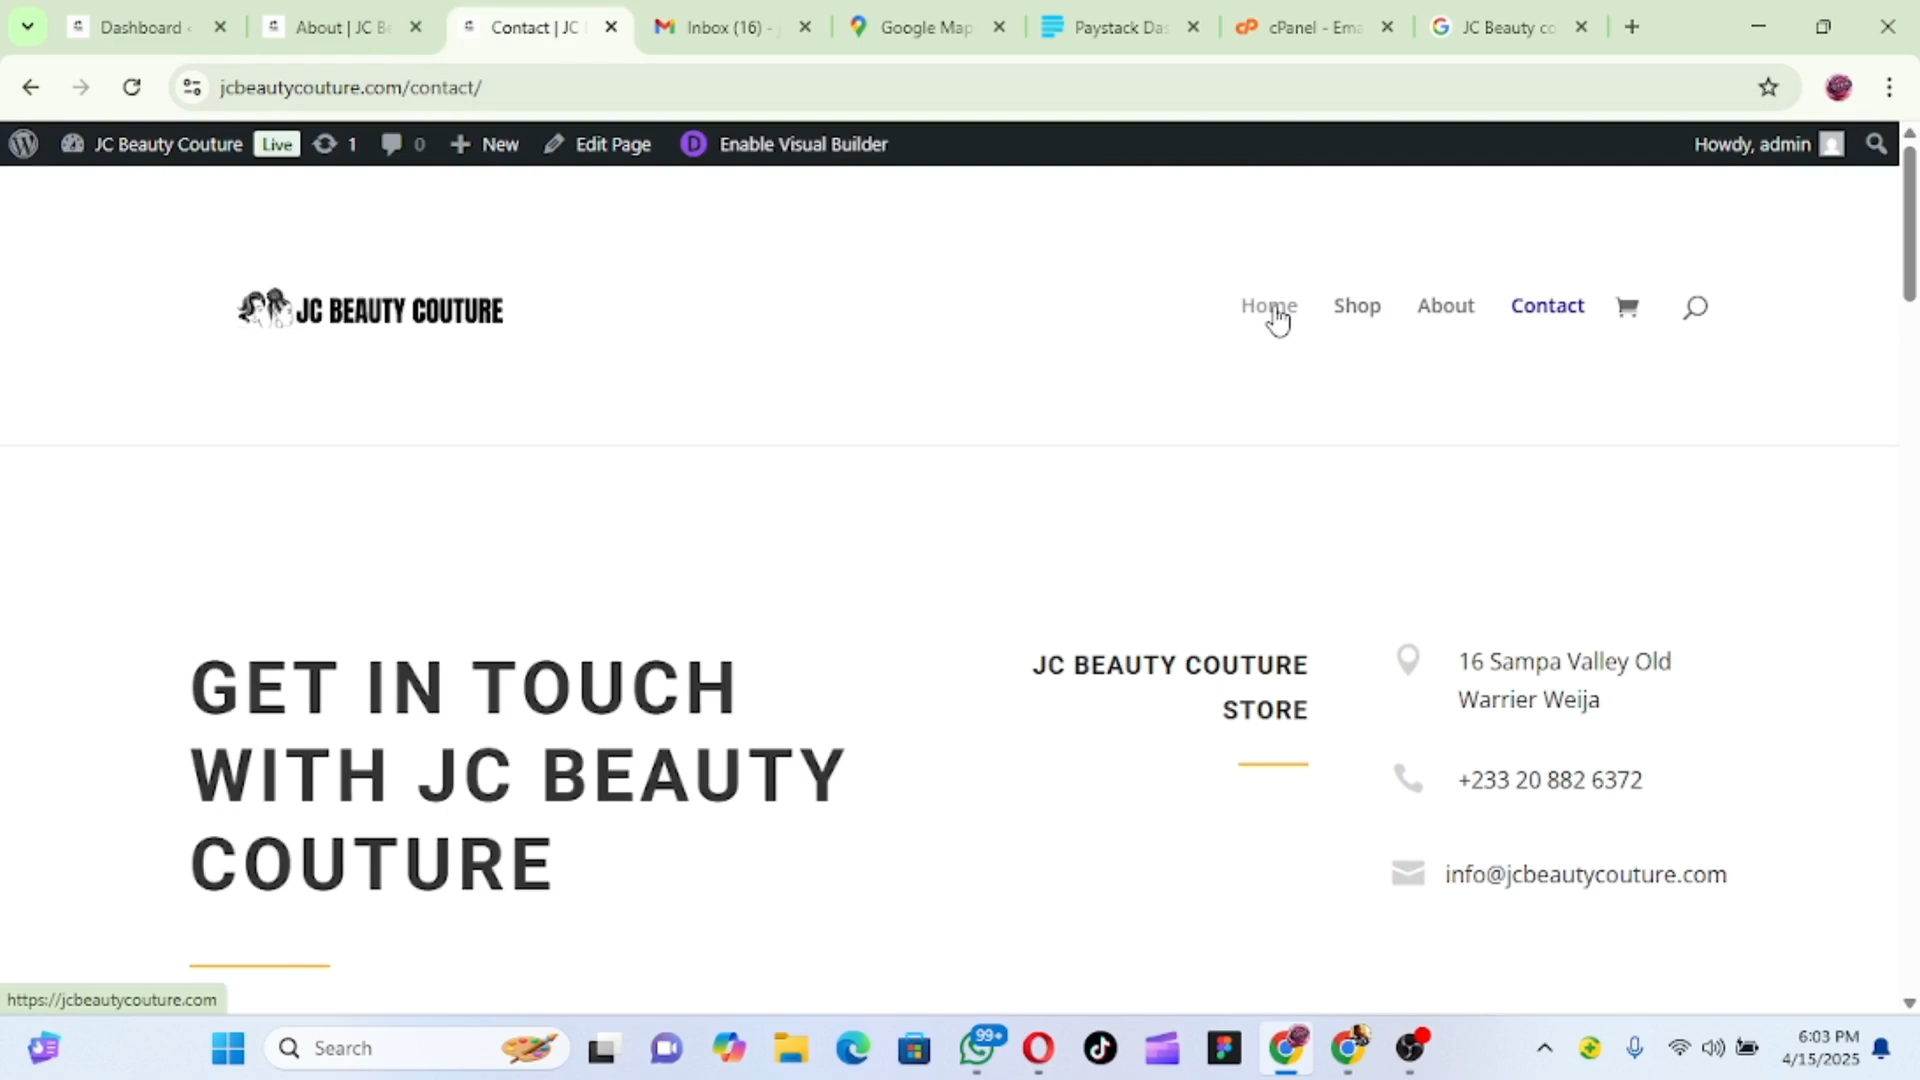 Dashboard
About | JC Be
Contact | JC
Inbox (16) -
Google Map
Paystack Das
cPanel - Ema
JC Beauty co
jcbeautycouture.com/contact/
JC Beauty Couture Live 1 0 New Edit Page Enable Visual Builder
Howdy, admin
JC BEAUTY COUTURE
Home Shop About Contact
GET IN TOUCH
WITH JC BEAUTY
COUTURE
JC BEAUTY COUTURE
STORE
16 Sampa Valley Old
Warrier Weija
+233 20 882 6372
info@jcbeautycouture.com
https://jcbeautycouture.com
Search
99+
6:03 PM
4/15/2025